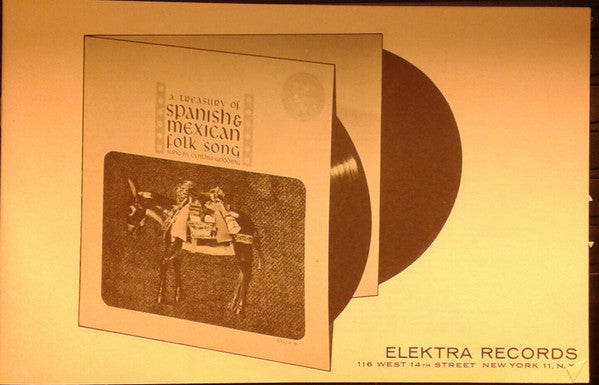 A TREASURY OF
SPANISH &
MEXICAN
FOLK SONG
SUNG BY CYNTHIA GOODING
ELEKTRA RECORDS
116 WEST 14TH STREET NEW YORK 11, N.Y.